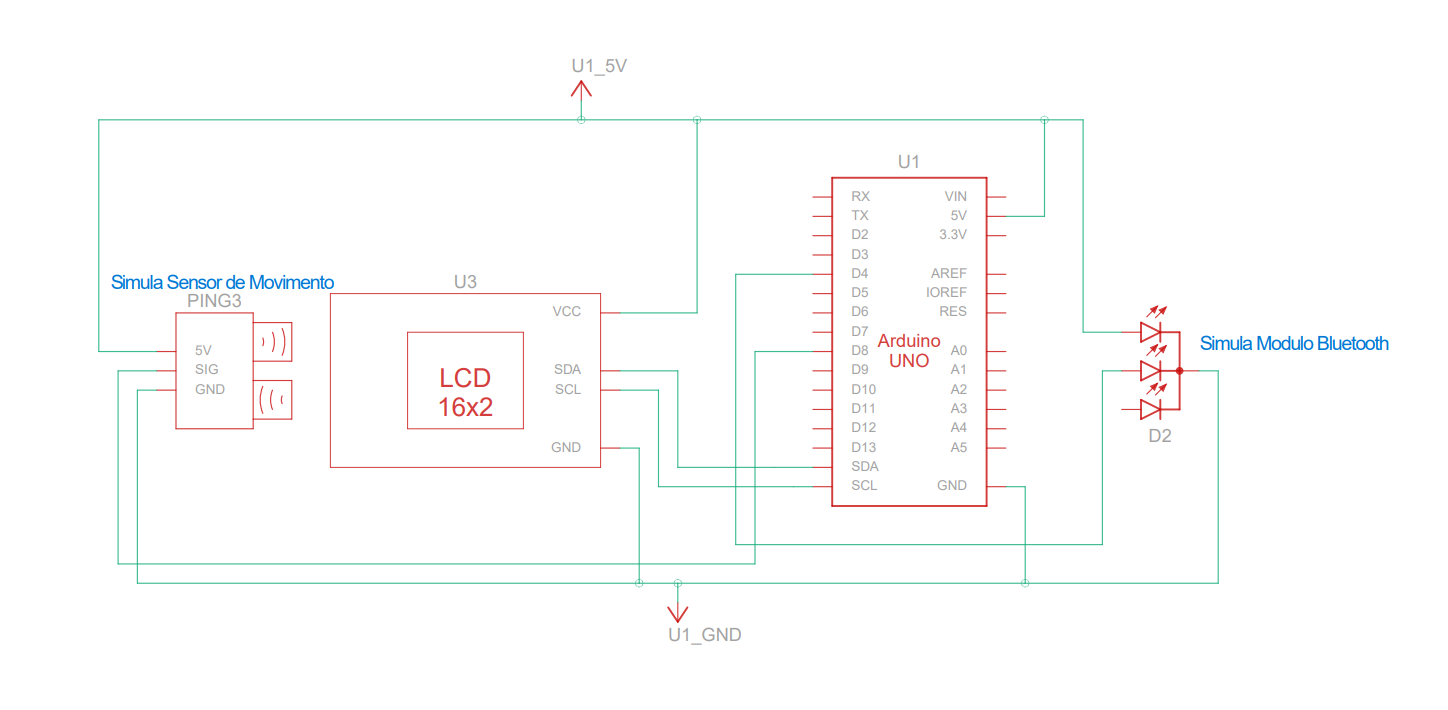 U1_5V
U1
RX
TX
D2
D3
D4
D5
D6
D7
D8
D9
D10
D11
D12
D13
SDA
SCL
VIN
5V
3.3V
AREF
IOREF
RES
A0
A1
A2
A3
A4
A5
GND
Arduino
UNO
Simula Sensor de Movimento
PING3
5V
SIG
GND
U3
VCC
SDA
SCL
GND
LCD
16x2
Simula Modulo Bluetooth
D2
U1_GND